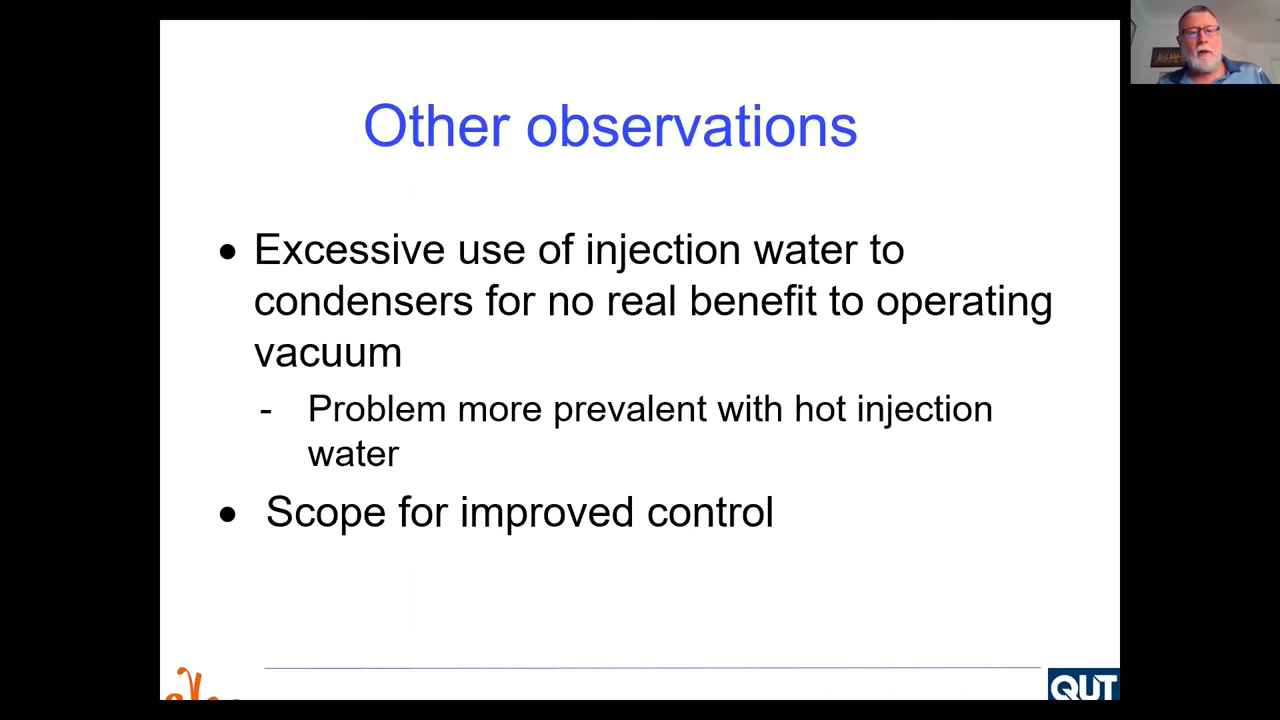 Other observations
• Excessive use of injection water to
condensers for no real benefit to operating
vacuum
- Problem more prevalent with hot injection
water
• Scope for improved control
QUT